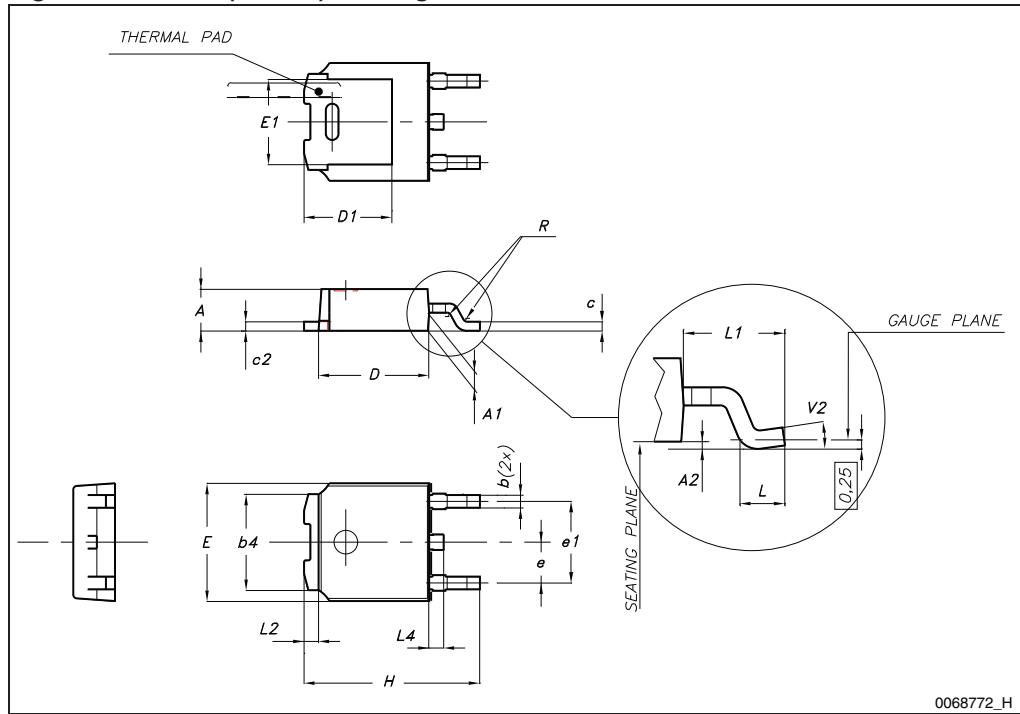 THERMAL PAD
E1
D1
R
A
c
c2
D
A1
L1
GAUGE PLANE
V2
A2
L
0,25
SEATING PLANE
b(2x)
E
b4
e
e1
L2
L4
H
0068772_H